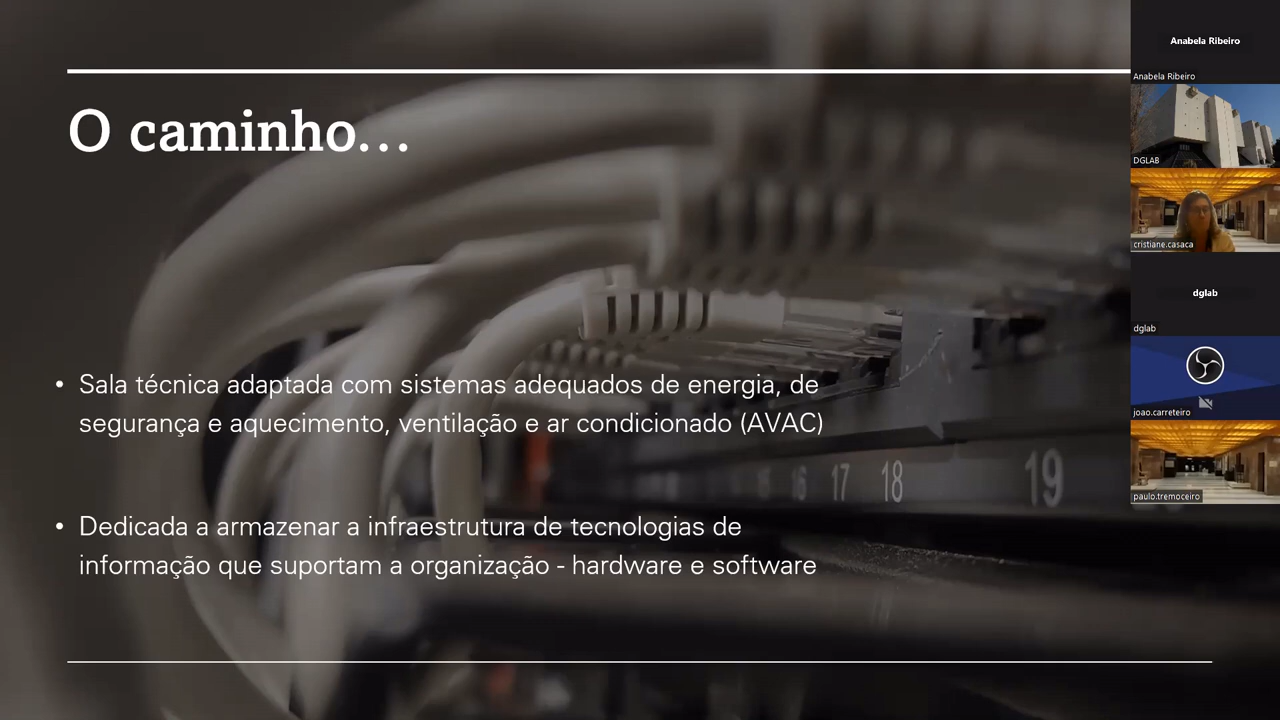 O caminho...
• Sala técnica adaptada com sistemas adequados de energia, de
segurança e aquecimento, ventilação e ar condicionado (AVAC)
• Dedicada a armazenar a infraestrutura de tecnologias de
informação que suportam a organização - hardware e software
16
17
18
19
Anabela Ribeiro
Anabela Ribeiro
DGLAB
cristiane.casaca
dglab
dglab
joao.carreteiro
paulo.tremoceiro